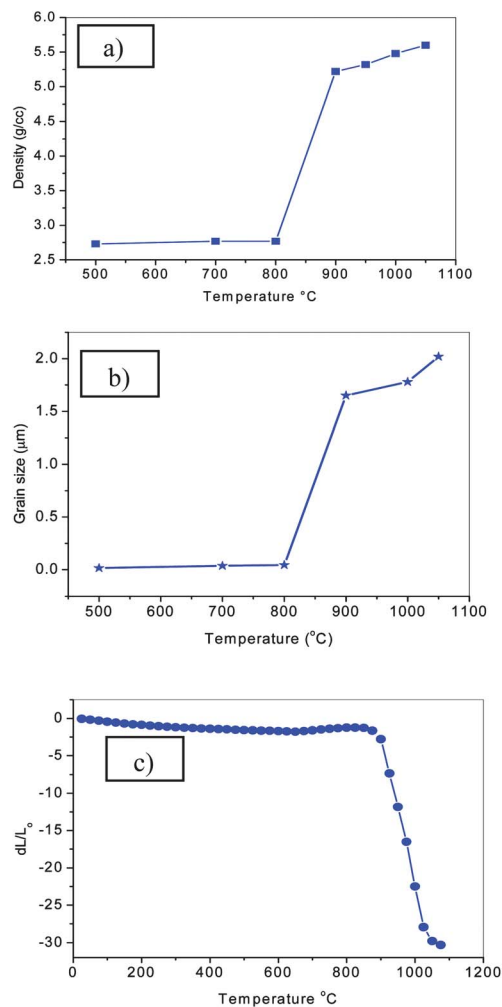 a)
6.0
5.5
5.0
4.5
4.0
3.5
3.0
2.5
Density (g/cc)
500 600 700 800 900 1000 1100
Temperature °C
b)
2.0
1.5
1.0
0.5
0.0
Grain size (μm)
500 600 700 800 900 1000 1100
Temperature (°C)
c)
0
-5
-10
-15
-20
-25
-30
dL/Lo
0 200 400 600 800 1000 1200
Temperature °C